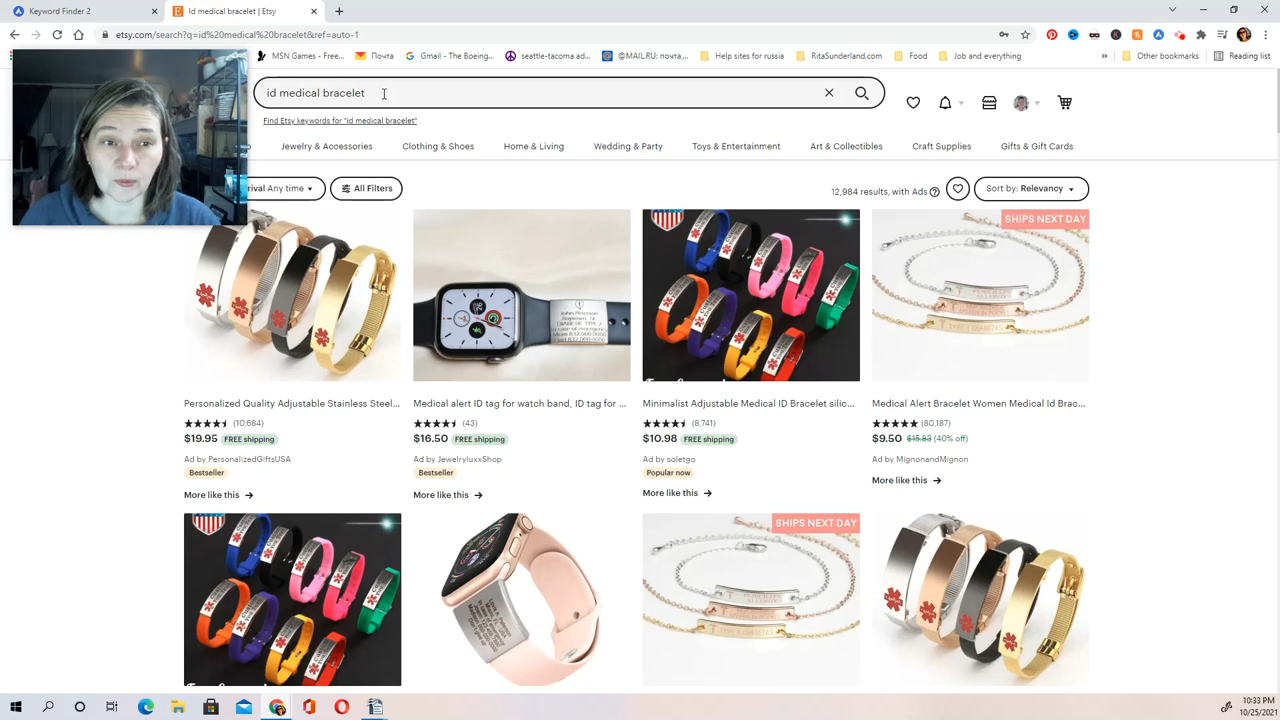 Keyword Finder 2
Id medical bracelet | Etsy
etsy.com/search?q=id%20medical%20bracelet&ref=auto-1
MSN Games - Free...
Почта
Gmail - The Boeing...
seattle-tacoma ad...
@MAIL.RU: почта,...
Help sites for russia
RitaSunderland.com
Food
Job and everything
Other bookmarks
Reading list
id medical bracelet
Find Etsy keywords for "id medical bracelet"
Jewelry & Accessories
Clothing & Shoes
Home & Living
Wedding & Party
Toys & Entertainment
Art & Collectibles
Craft Supplies
Gifts & Gift Cards
rival Any time
All Filters
12,984 results, with Ads
Sort by: Relevancy
SHIPS NEXT DAY
Personalized Quality Adjustable Stainless Steel...
Medical alert ID tag for watch band, ID tag for ...
Minimalist Adjustable Medical ID Bracelet silic...
Medical Alert Bracelet Women Medical Id Brac...
(10,684)
(43)
(8,741)
(80,187)
$19.95 FREE shipping
$16.50 FREE shipping
$10.98 FREE shipping
$9.50 $15.83 (40% off)
Ad by PersonalizedGiftsUSA
Ad by JewelryluxxShop
Ad by soletgo
Ad by MignonandMignon
Bestseller
Bestseller
Popular now
More like this
More like this
More like this
More like this
SHIPS NEXT DAY
10:33 PM
10/25/2021